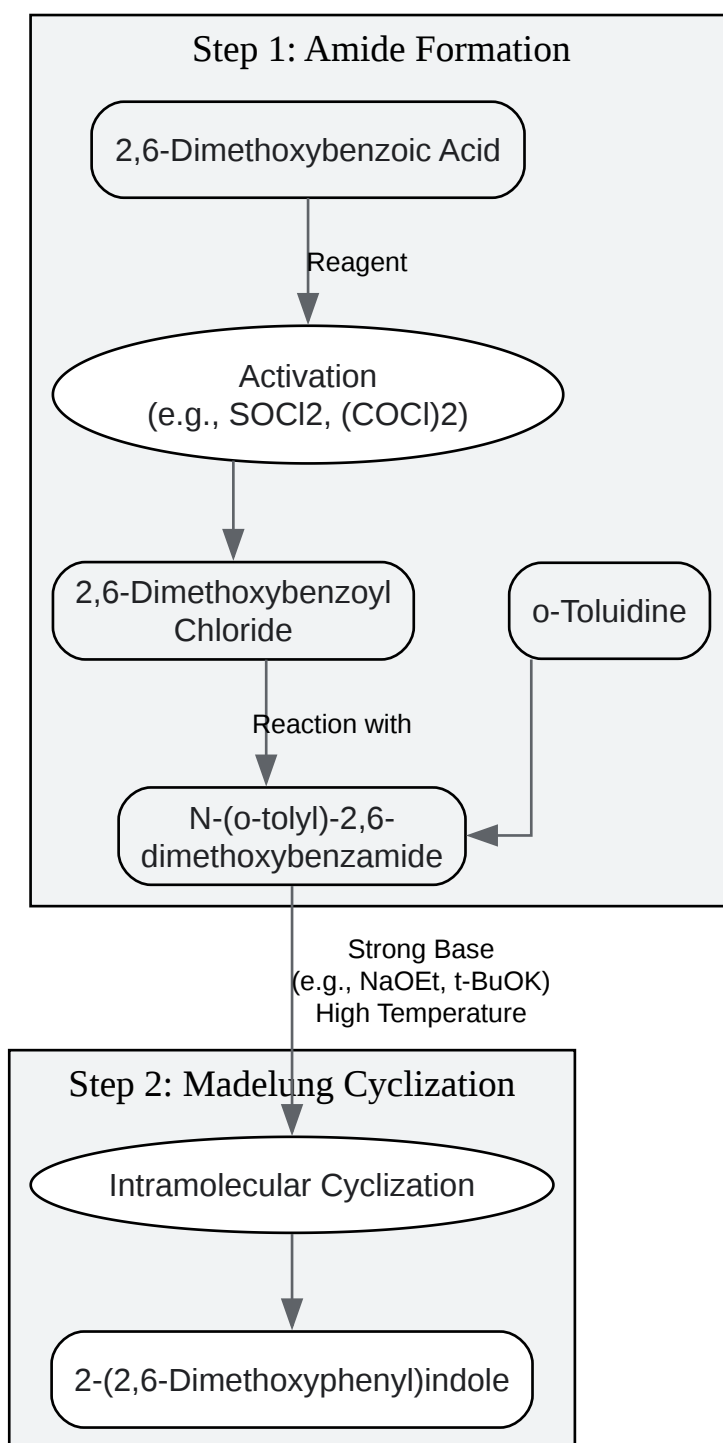 Step 1: Amide Formation
2,6-Dimethoxybenzoic Acid
Reagent
Activation
(e.g., SOCl2, (COCl)2)
2,6-Dimethoxybenzoyl
Chloride
o-Toluidine
Reaction with
N-(o-tolyl)-2,6-
dimethoxybenzamide
Strong Base
(e.g., NaOEt, t-BuOK)
High Temperature
Step 2: Madelung Cyclization
Intramolecular Cyclization
2-(2,6-Dimethoxyphenyl)indole